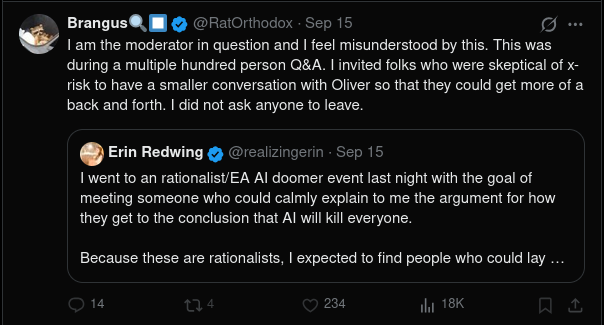 Brangus🔍⏹️ @RatOrthodox · Sep 15
I am the moderator in question and I feel misunderstood by this. This was
during a multiple hundred person Q&A. I invited folks who were skeptical of x-
risk to have a smaller conversation with Oliver so that they could get more of a
back and forth. I did not ask anyone to leave.
Erin Redwing @realizingerin · Sep 15
I went to an rationalist/EA AI doomer event last night with the goal of
meeting someone who could calmly explain to me the argument for how
they get to the conclusion that AI will kill everyone.
Because these are rationalists, I expected to find people who could lay …
14 4 234 18K